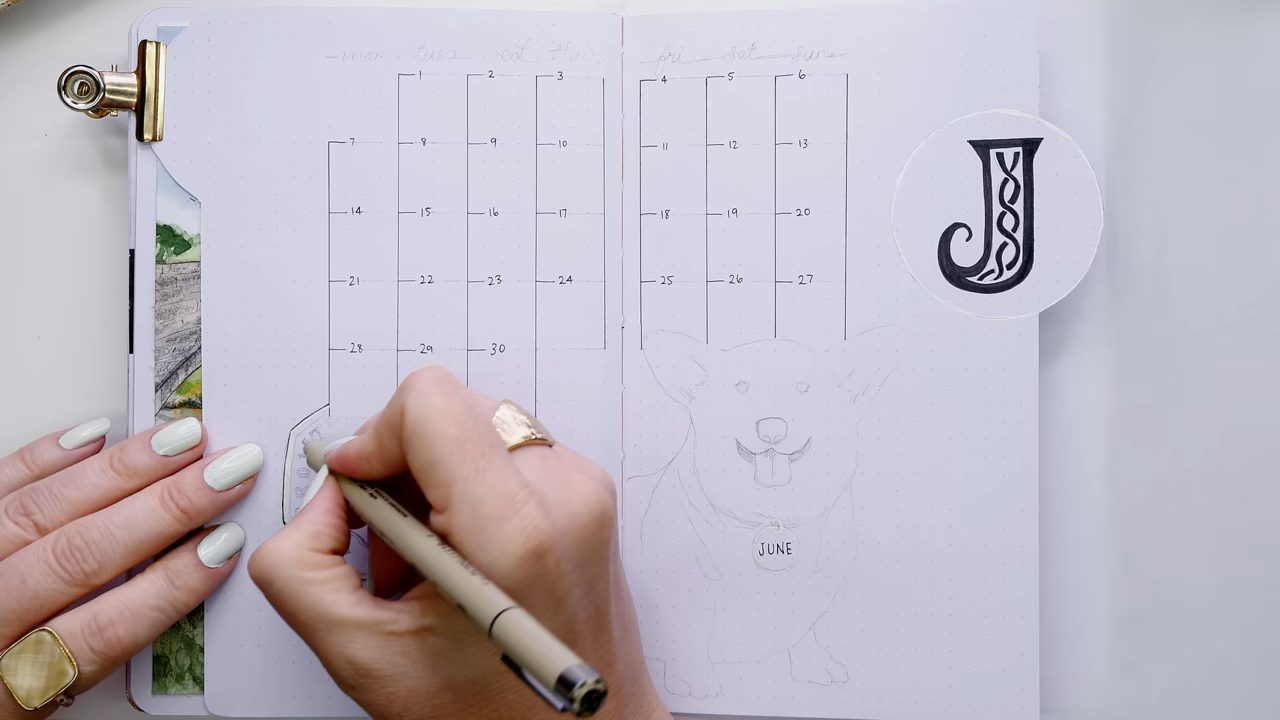 mon tues wed thur fri sat sun
1 2 3 4 5 6
7 8 9 10 11 12 13
14 15 16 17 18 19 20
21 22 23 24 25 26 27
28 29 30
JUNE
J